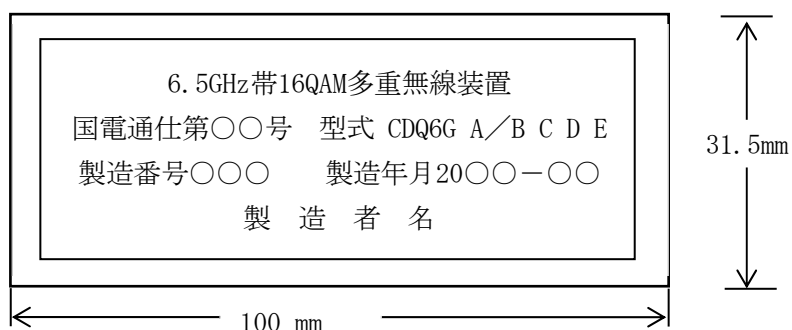 6.5GHz帯16QAM多重無線装置
国電通仕第○○号 型式 CDQ6G A／B C D E
製造番号○○○ 製造年月20○○－○○
製 造 者 名
31.5mm
100 mm